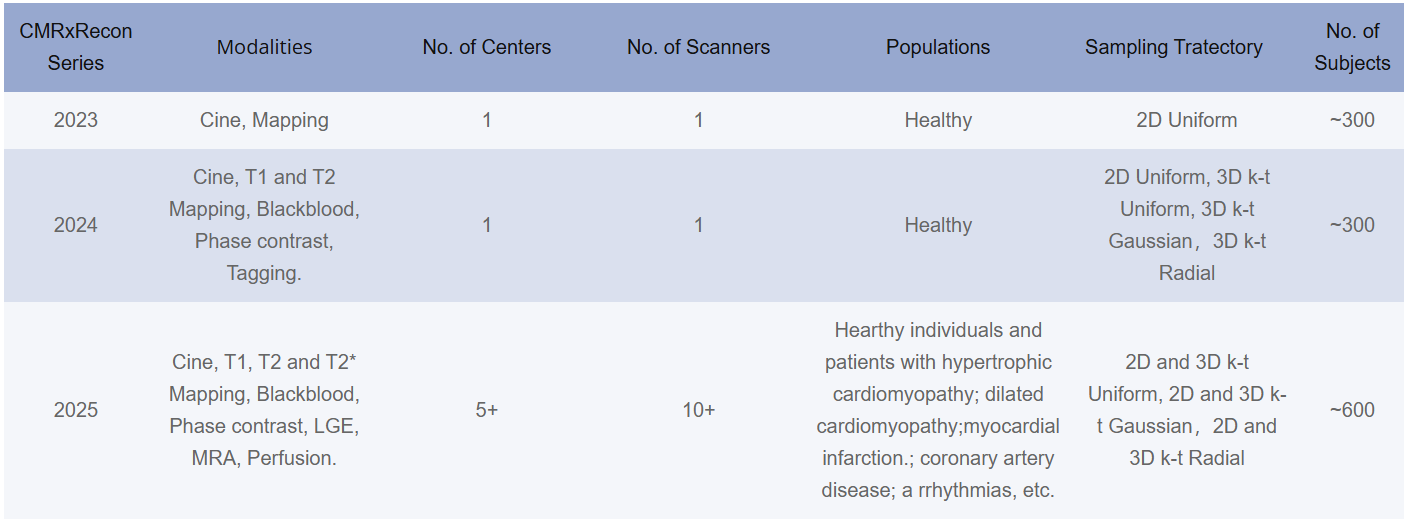 CMRxRecon
Series
Modalities
No. of Centers
No. of Scanners
Populations
Sampling Tratectory
No. of
Subjects
2023
Cine, Mapping
1
1
Healthy
2D Uniform
~300
2024
Cine, T1 and T2
Mapping, Blackblood,
Phase contrast,
Tagging.
1
1
Healthy
2D Uniform, 3D k-t
Uniform, 3D k-t
Gaussian，3D k-t
Radial
~300
2025
Cine, T1, T2 and T2*
Mapping, Blackblood,
Phase contrast, LGE,
MRA, Perfusion.
5+
10+
Hearthy individuals and
patients with hypertrophic
cardiomyopathy; dilated
cardiomyopathy;myocardial
infarction.; coronary artery
disease; a rrhythmias, etc.
2D and 3D k-t
Uniform, 2D and 3D k-
t Gaussian，2D and
3D k-t Radial
~600